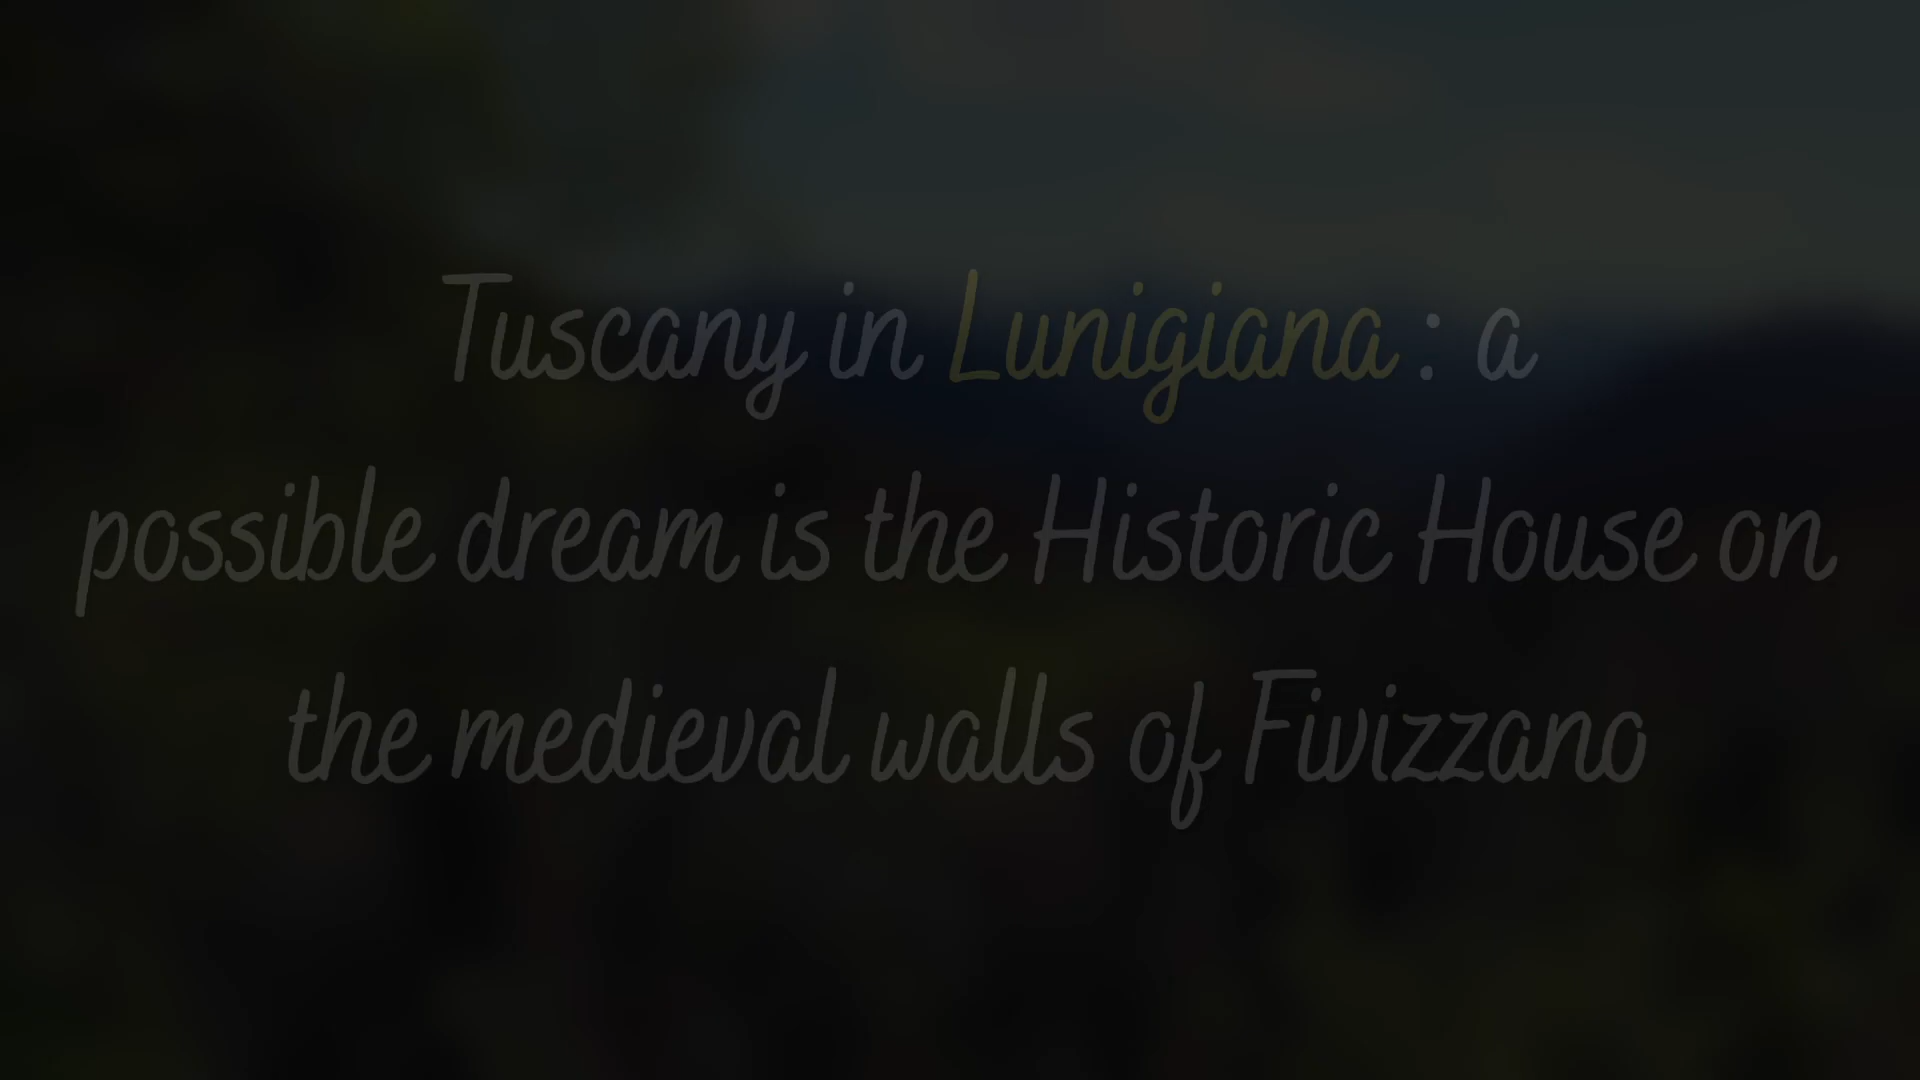 Tuscany in Lunigiana : a
possible dream is the Historic House on
the medieval walls of Fivizzano